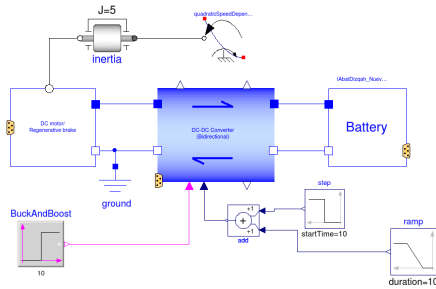 J=5
quadraticSpeedDepen...
inertia
IAbatDizqah_Nuev...
DC motor/
Regenerative brake
DC-DC Converter
(Bidirectional)
Battery
ground
step
BuckAndBoost
+1
+
+1
add
startTime=10
ramp
10
duration=10